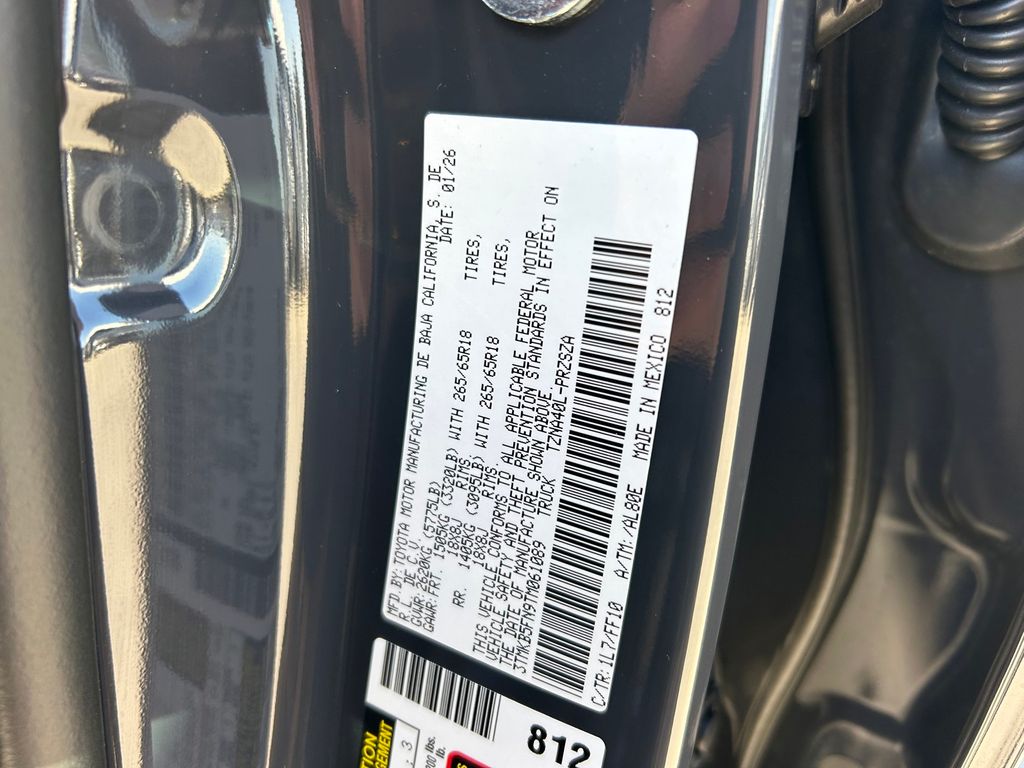 MFD.BY:TOYOTA MOTOR MANUFACTURING DE BAJA CALIFORNIA, S. DE
R. L. DE C.V. DATE: 01/26
GVWR:2620KG (5775LB)
GAWR:FRT. 1505KG (3320LB) WITH 265/65R18 TIRES,
18X8J RIMS,
RR. 1405KG (3095LB) WITH 265/65R18 TIRES,
18X8J RIMS.
THIS VEHICLE CONFORMS TO ALL APPLICABLE FEDERAL MOTOR
VEHICLE SAFETY AND THEFT PREVENTION STANDARDS IN EFFECT ON
THE DATE OF MANUFACTURE SHOWN ABOVE
3TMKB5FN9TM061089 TRUCK TZNA40L-PRZSZA
C/TR:1L7/FF10 A/TM:/AL80E MADE IN MEXICO 812
812